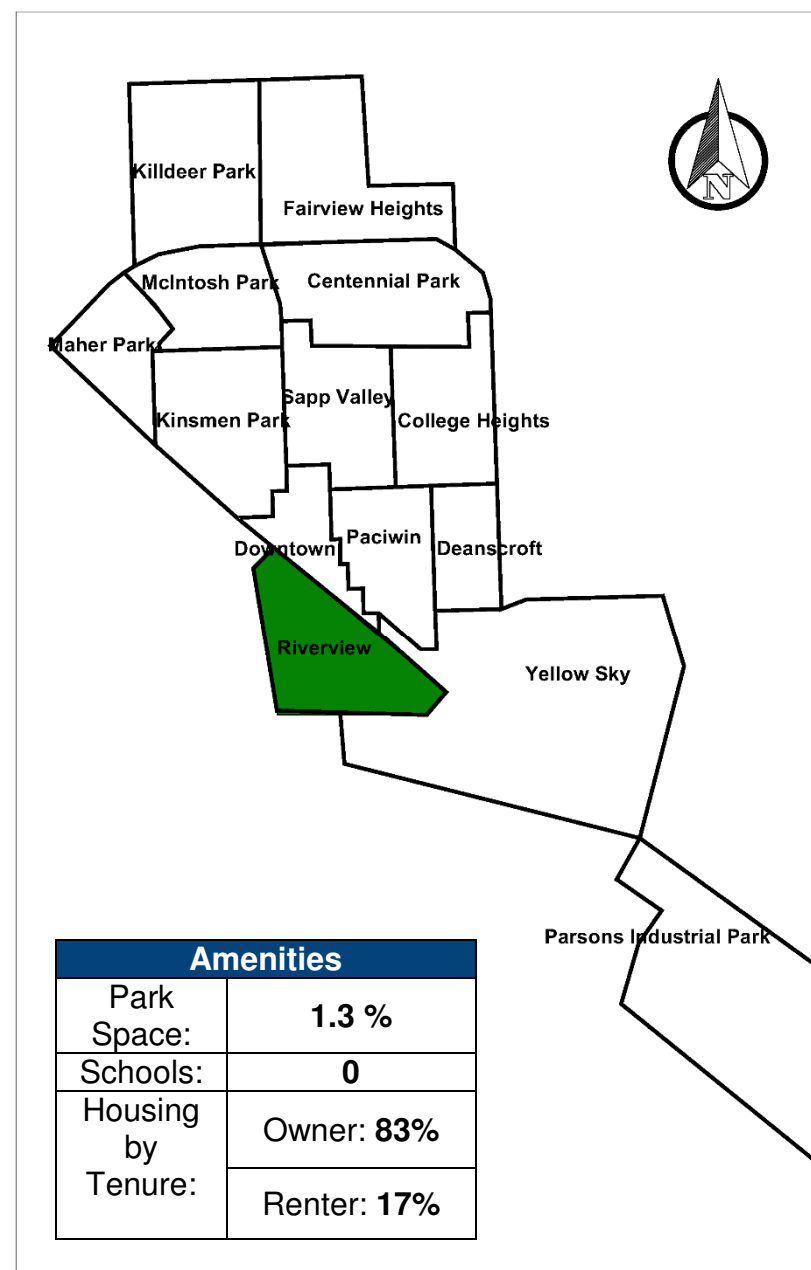 Killdeer Park
N
Fairview Heights
McIntosh Park
Centennial Park
Maher Park
Sapp Valley
Kinsmen Park
College Heights
Downtown
Paciwin
Deanscroft
Riverview
Yellow Sky
Parsons Industrial Park
Amenities
Park
Space:
1.3 %
Schools:
0
Housing
by
Tenure:
Owner: 83%
Renter: 17%